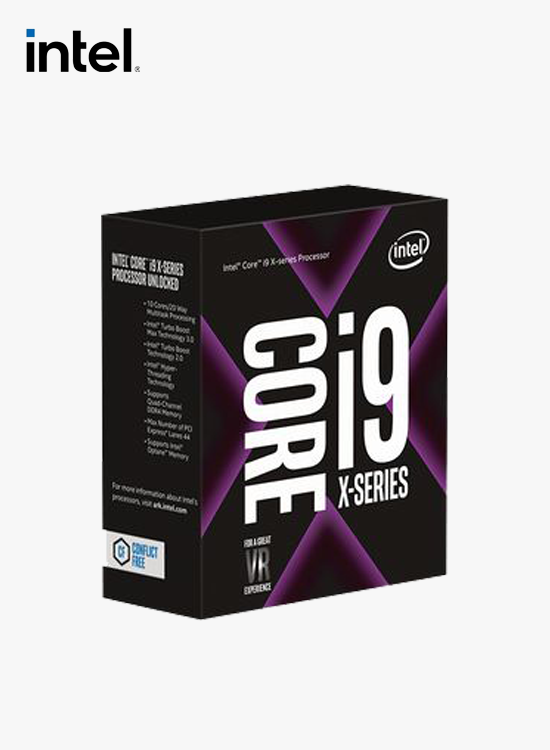 intel®
INTEL® CORE™ i9 X-SERIES
PROCESSOR UNLOCKED
• 10 Cores/20 Way
Multitask Processing
• Intel® Turbo Boost
Max Technology 3.0
• Intel® Turbo Boost
Technology 2.0
• Intel® Hyper-
Threading
Technology
• Supports
Quad-Channel
DDR4 Memory
• Max Number of PCI
Express® Lanes 44
• Supports Intel®
Optane™ Memory
For more information about Intel's
processors, visit ark.intel.com
CF CONFLICT
FREE
Intel® Core™ i9 X-series Processor
intel®
CORE i9
X-SERIES
FOR A GREAT
VR
EXPERIENCE